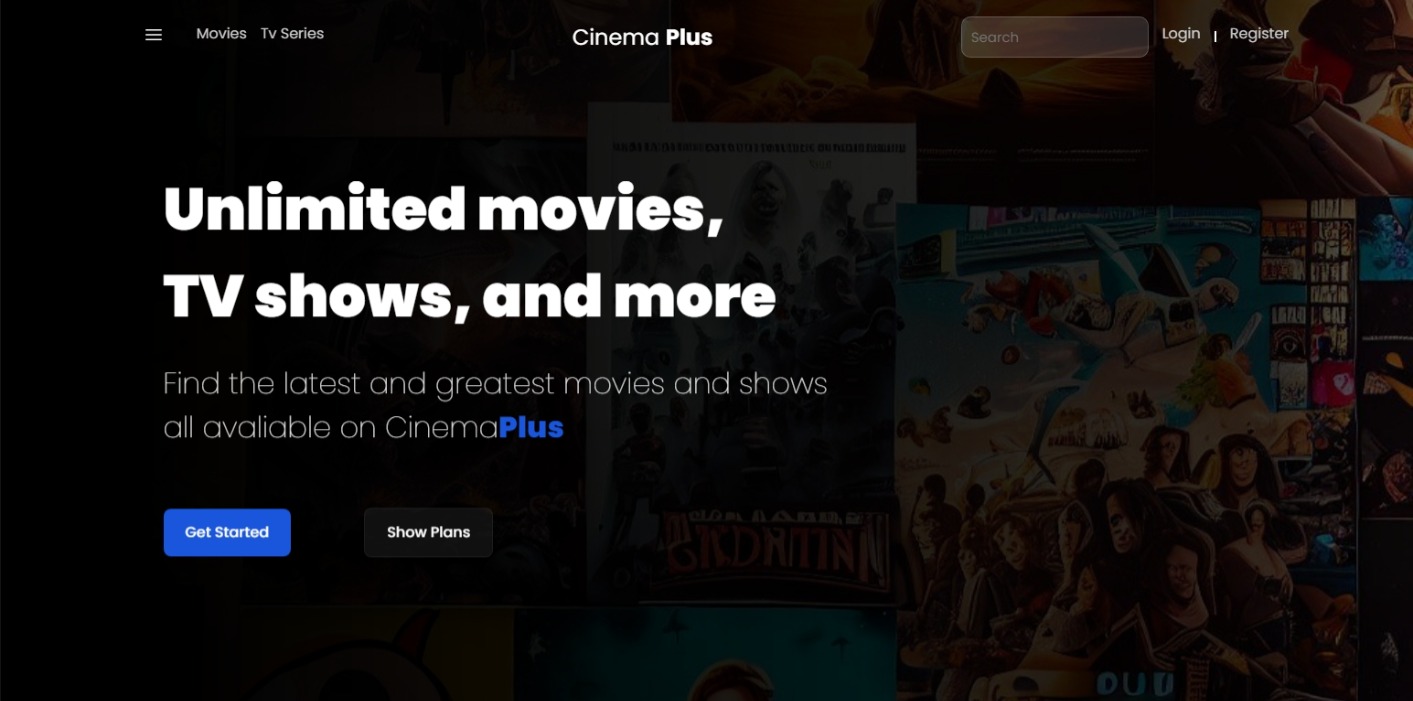 Movies Tv Series
Cinema Plus
Search
Login | Register
Unlimited movies,
TV shows, and more
Find the latest and greatest movies and shows
all avaliable on CinemaPlus
Get Started
Show Plans